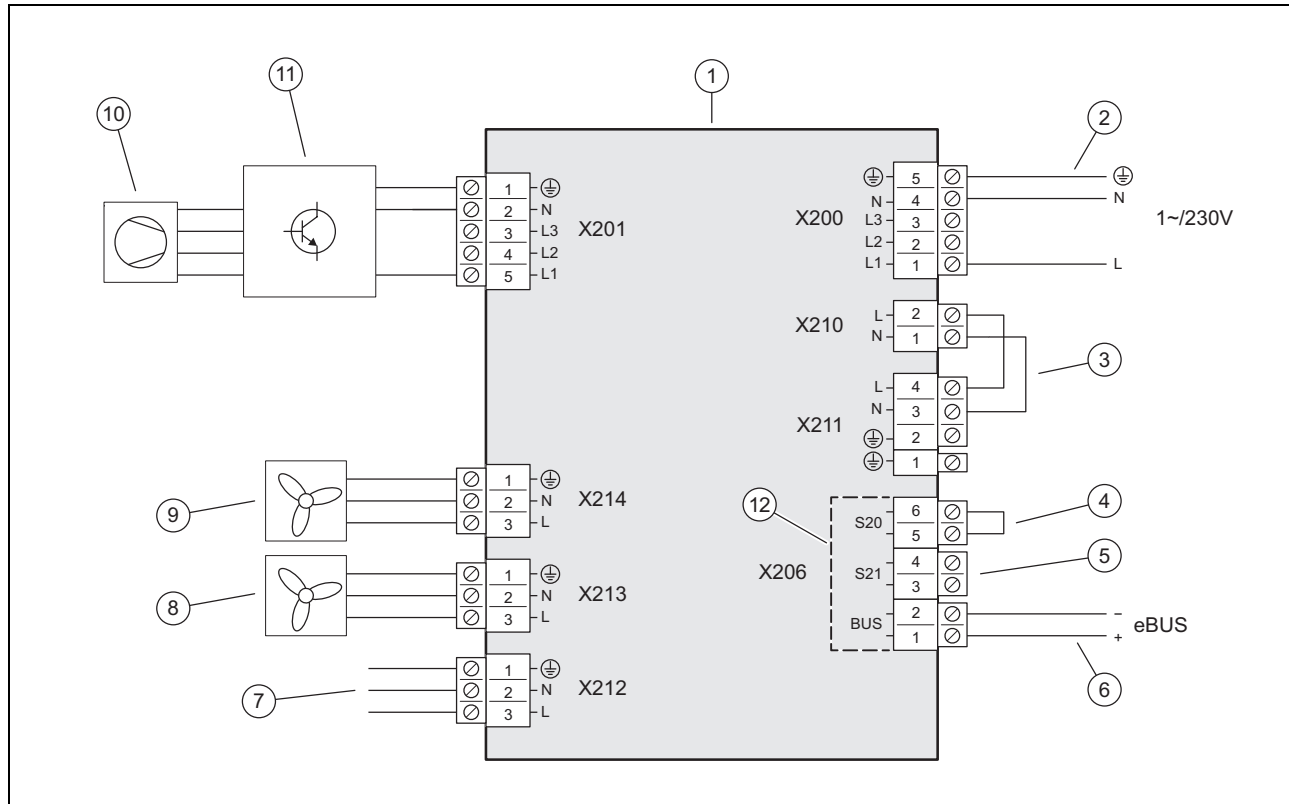 11
1
10
2
1
2 N
3 L3
4 L2
5 L1
X201
X200
5
N 4
L3 3
L2 2
L1 1
N
1~/230V
L
X210
L 2
N 1
3
X211
L 4
N 3
2
1
9
1
2 N
3 L
X214
12
X206
S20
6
5
4
S21
4
3
5
BUS
2
1
–
+
eBUS
6
8
1
2 N
3 L
X213
7
1
2 N
3 L
X212